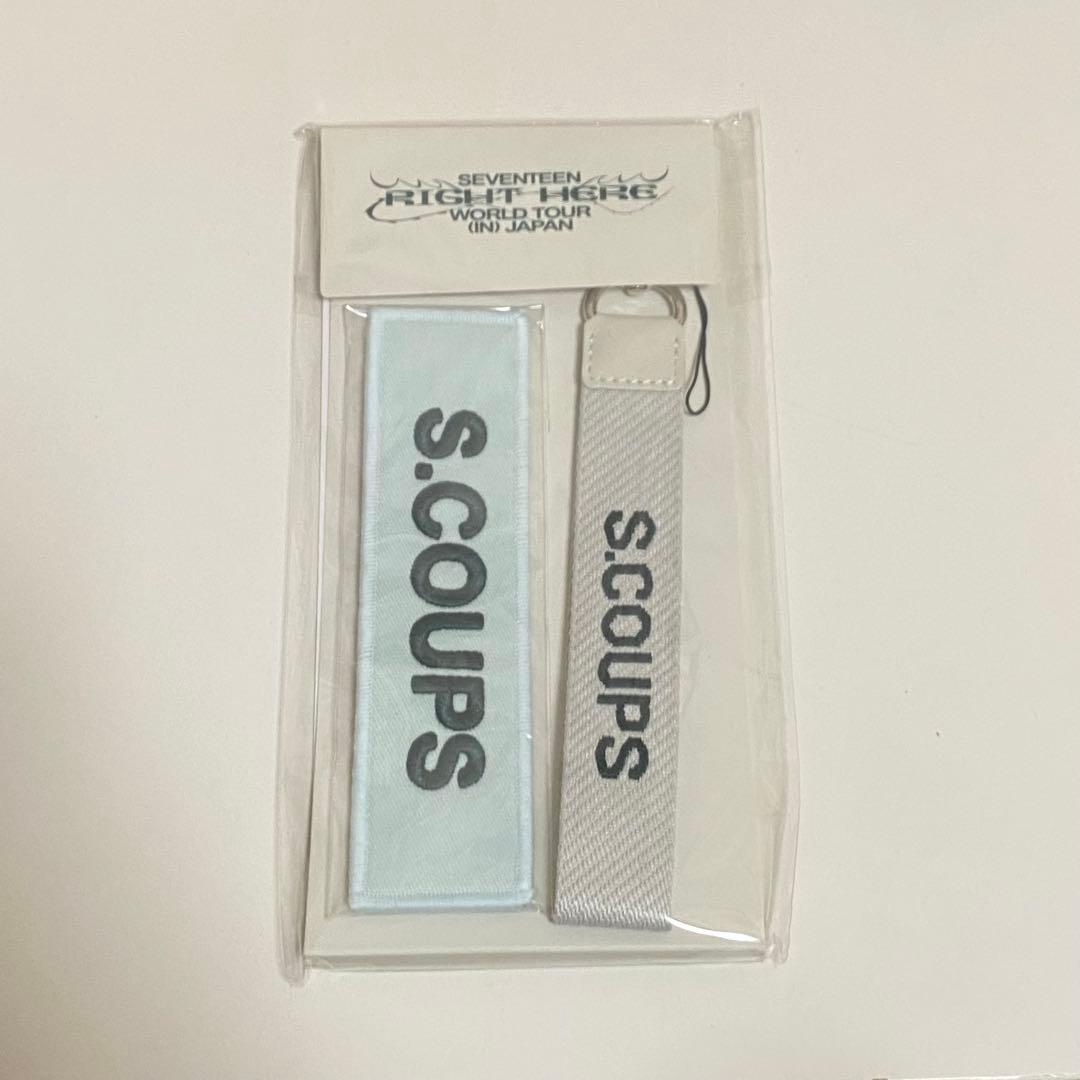 SEVENTEEN
RIGHT HERE
WORLD TOUR
(IN) JAPAN
S.COUPS
S.COUPS